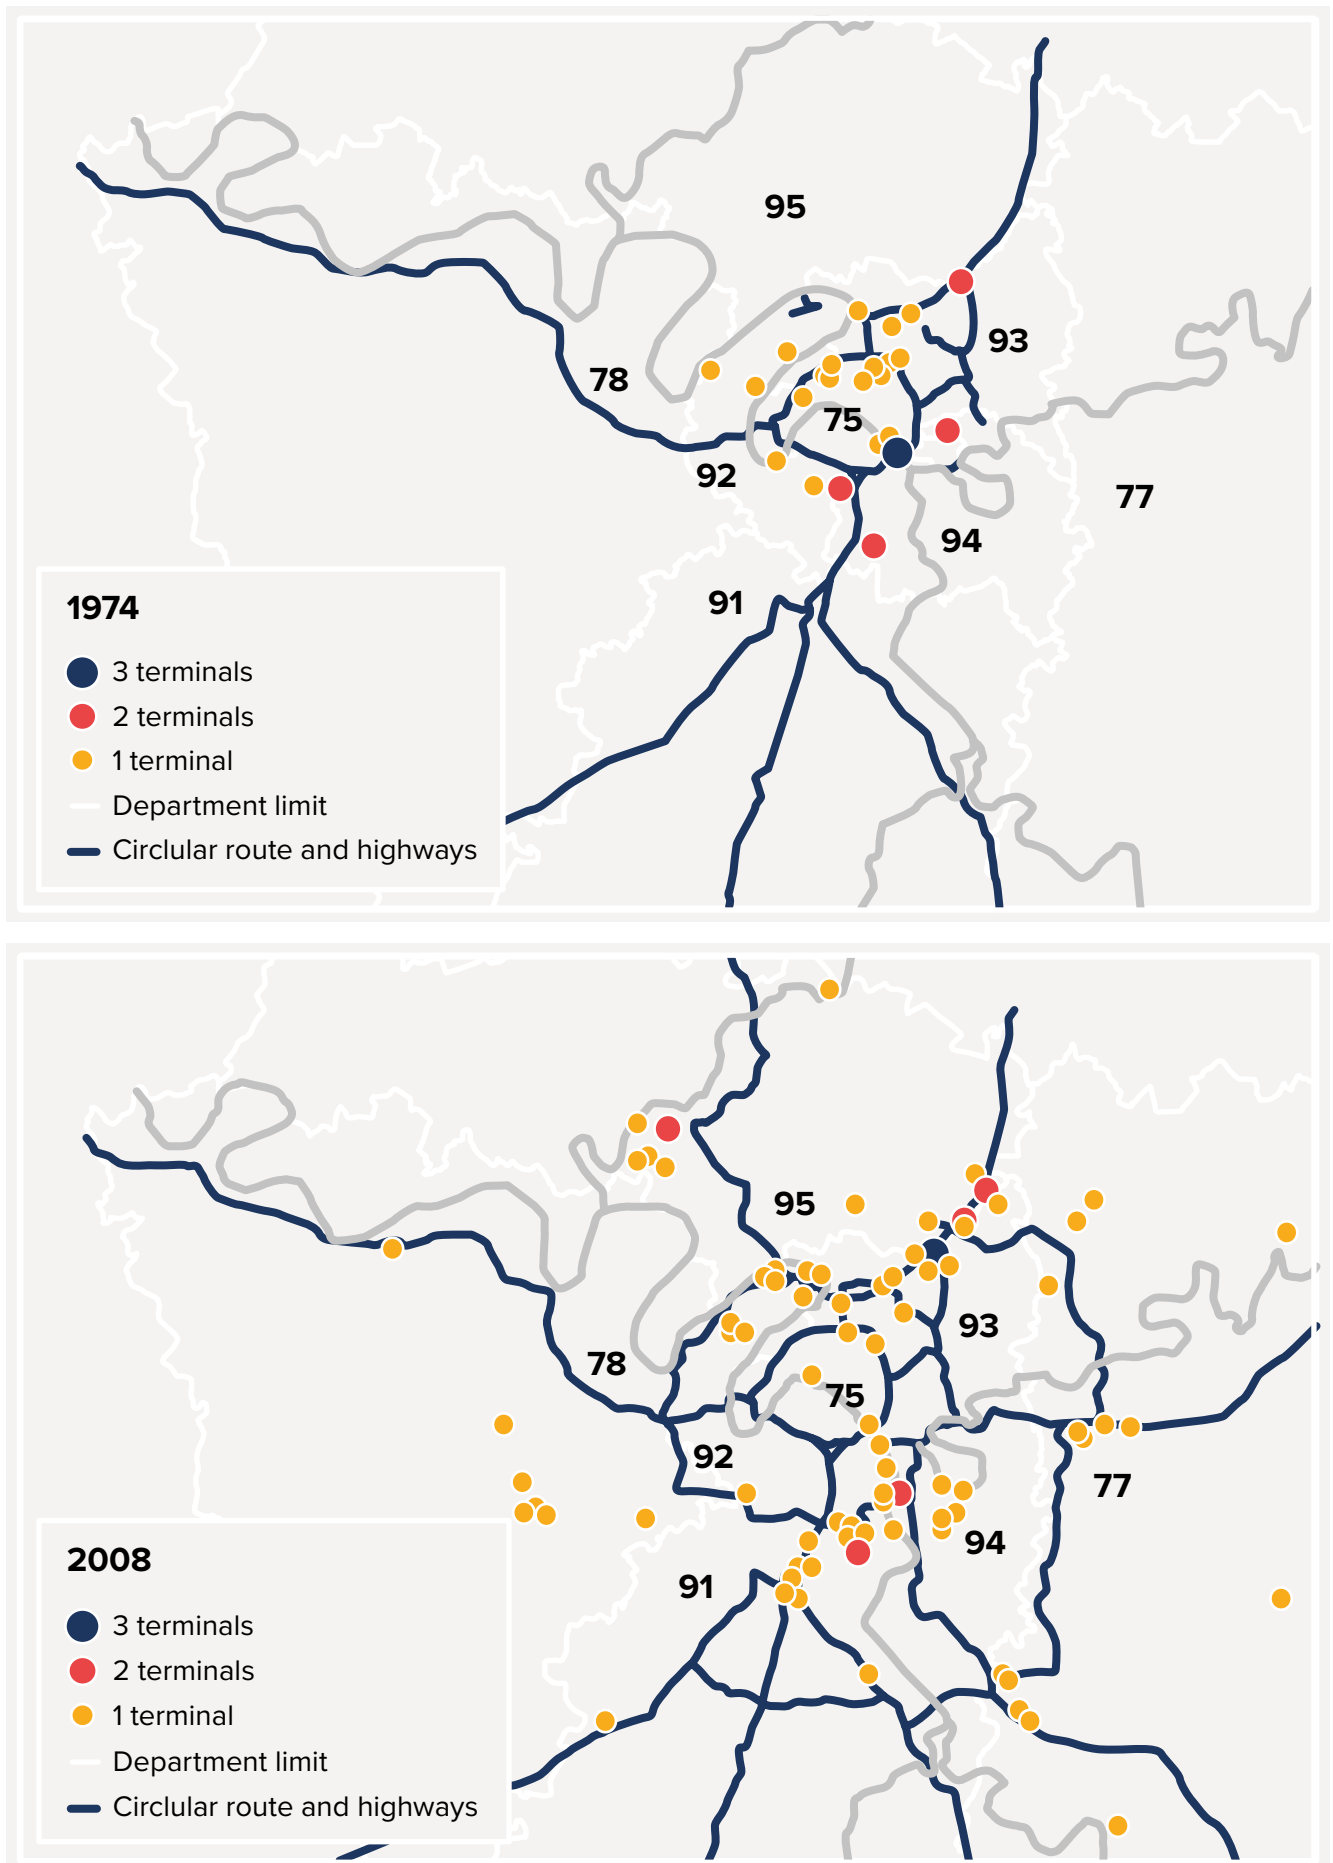 95
93
78
75
92
77
94
91
1974
3 terminals
2 terminals
1 terminal
Department limit
Circlular route and highways
95
93
78
75
92
77
94
91
2008
3 terminals
2 terminals
1 terminal
Department limit
Circlular route and highways